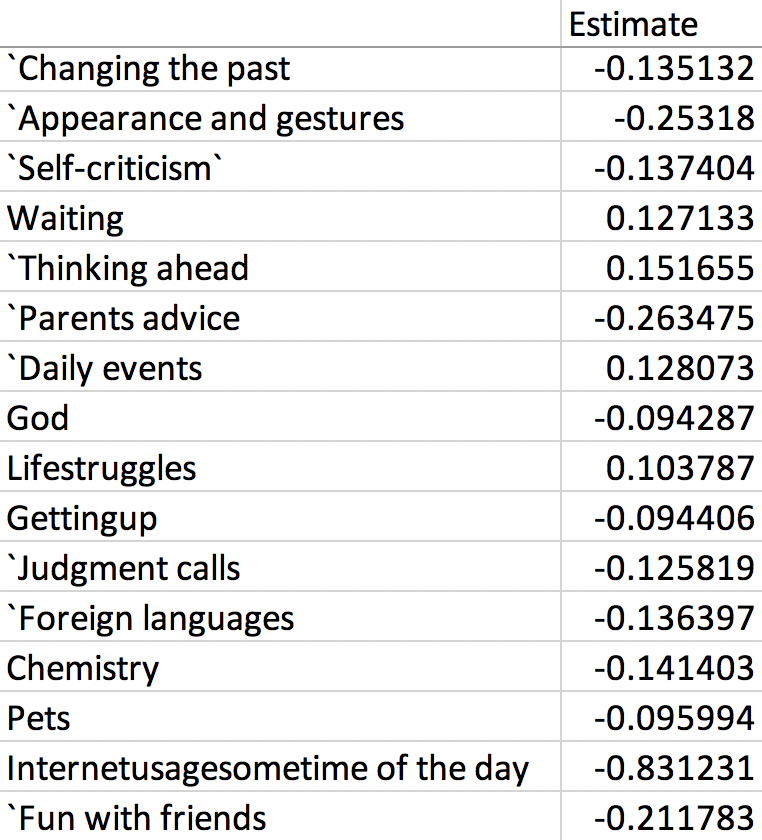 Estimate
`Changing the past -0.135132
`Appearance and gestures -0.25318
`Self-criticism` -0.137404
Waiting 0.127133
`Thinking ahead 0.151655
`Parents advice -0.263475
`Daily events 0.128073
God -0.094287
Lifestruggles 0.103787
Gettingup -0.094406
`Judgment calls -0.125819
`Foreign languages -0.136397
Chemistry -0.141403
Pets -0.095994
Internetusagesometime of the day -0.831231
`Fun with friends -0.211783